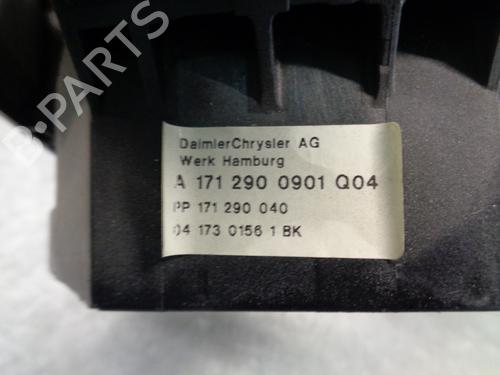 DaimlerChrysler AG
Werk Hamburg
A 171 290 0901 Q04
PP 171 290 040
04 173 0156 1 BK
B-PARTS